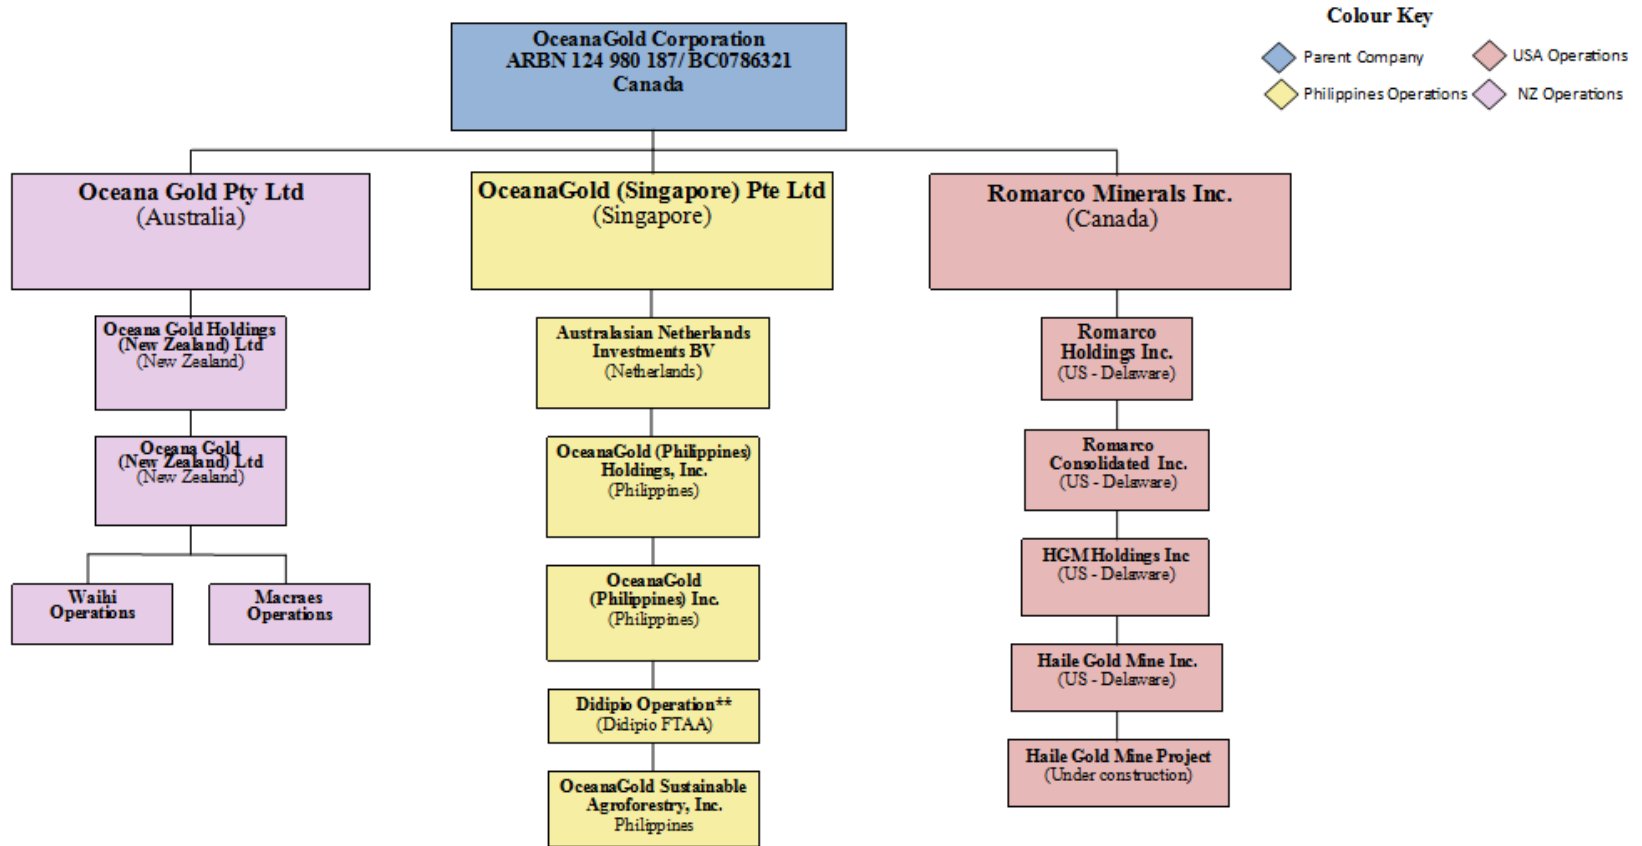 Colour Key
Parent Company
USA Operations
Philippines Operations
NZ Operations
OceanaGold Corporation
ARBN 124 980 187/ BC0786321
Canada
Oceana Gold Pty Ltd
(Australia)
OceanaGold (Singapore) Pte Ltd
(Singapore)
Romarco Minerals Inc.
(Canada)
Oceana Gold Holdings
(New Zealand) Ltd
(New Zealand)
Oceana Gold
(New Zealand) Ltd
(New Zealand)
Waihi
Operations
Macraes
Operations
Australasian Netherlands
Investments BV
(Netherlands)
OceanaGold (Philippines)
Holdings, Inc.
(Philippines)
OceanaGold
(Philippines) Inc.
(Philippines)
Didipio Operation**
(Didipio FTAA)
OceanaGold Sustainable
Agroforestry, Inc.
Philippines
Romarco
Holdings Inc.
(US - Delaware)
Romarco
Consolidated Inc.
(US - Delaware)
HGM Holdings Inc
(US - Delaware)
Haile Gold Mine Inc.
(US - Delaware)
Haile Gold Mine Project
(Under construction)